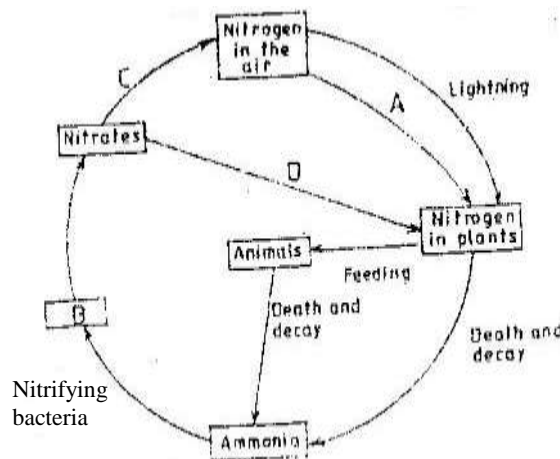 Nitrogen
in the
air
C
Lightning
A
Nitrates
D
Nitrogen
in plants
Animals
Feeding
Death and
decay
Death and
decay
Nitrifying
bacteria
Ammonia